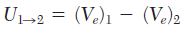 U₁→₂ = (Vₑ)₁ − (Vₑ)₂